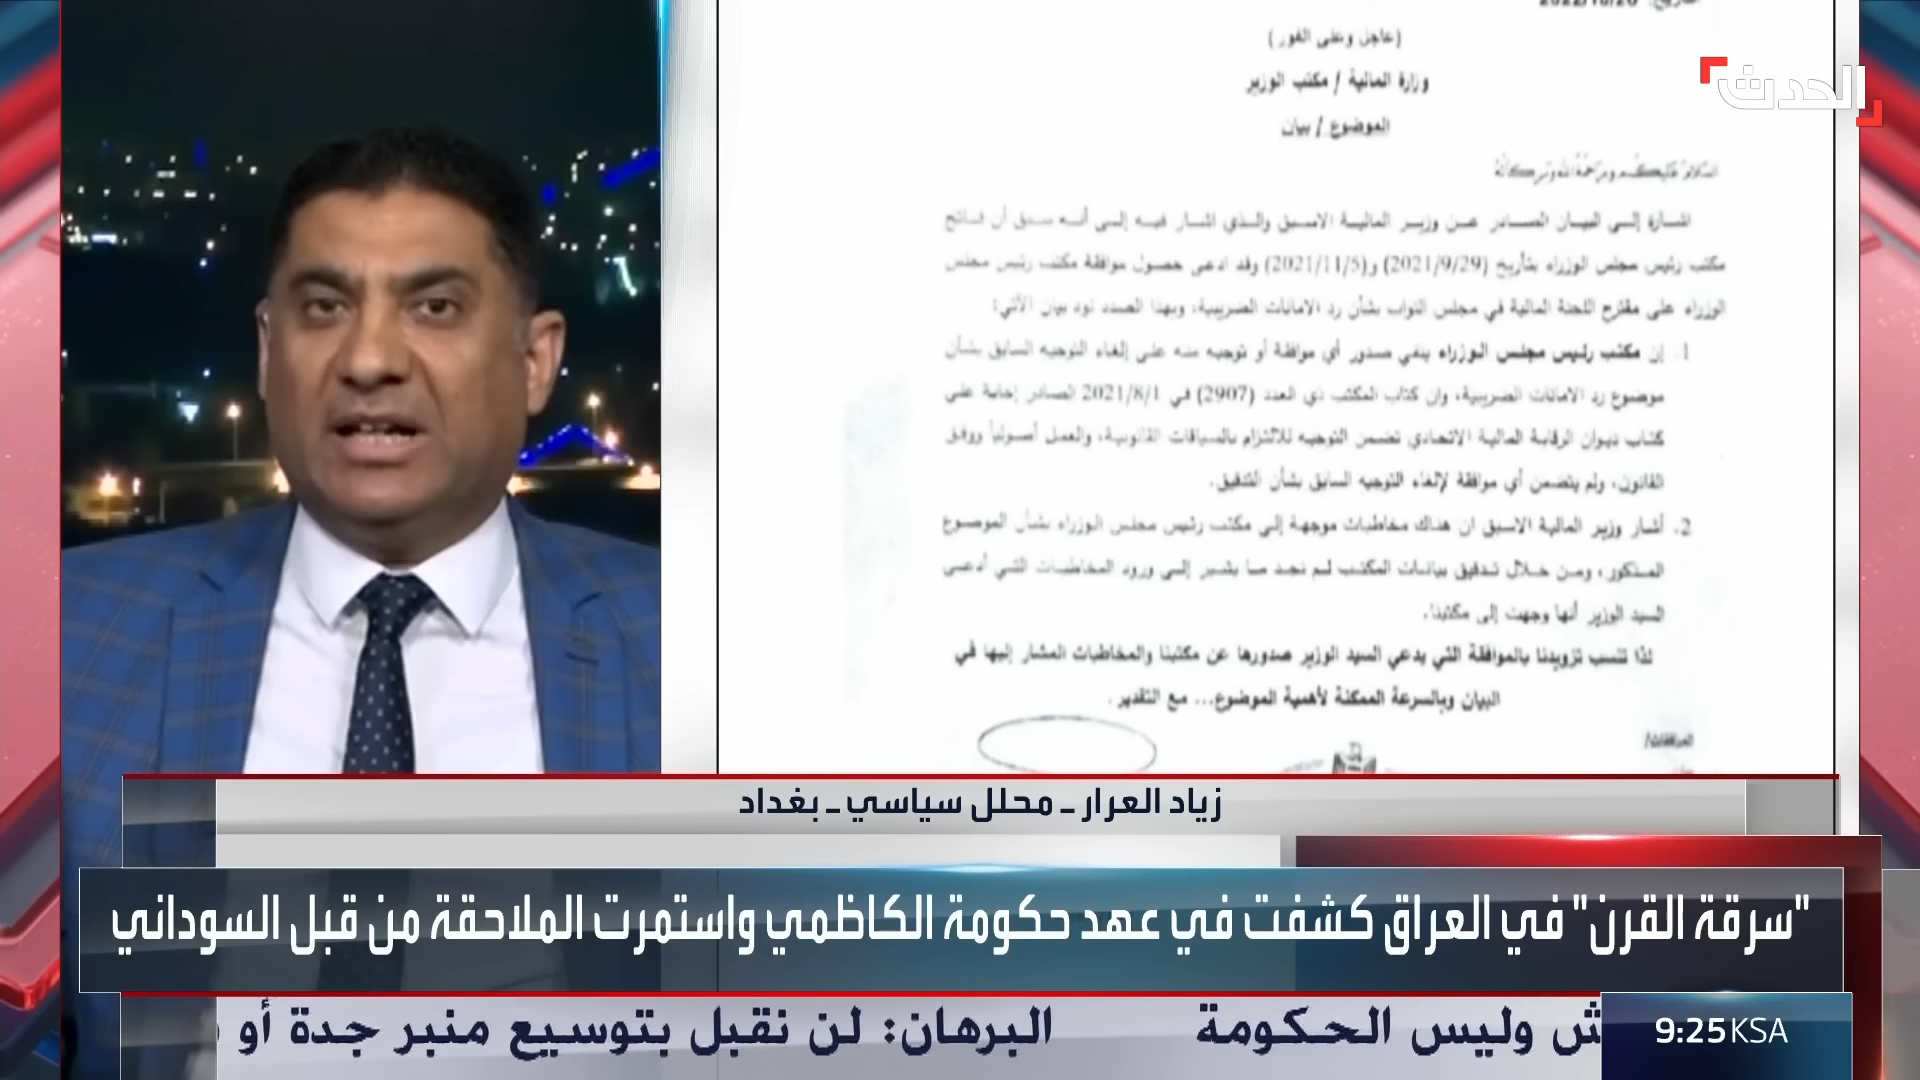 (عاجل وعلى الفور)
الحدث
وزارة المالية / مكتب الوزير
الموضوع / بيان
السلام عليكم ورحمة الله وبركاته
اشارة إلى البيان الصادر عن وزير المالية الاسبق والذي اشار فيه إلى أنه سبق أن فاتح
مكتب رئيس مجلس الوزراء بتأريخ (2021/9/29) و(2021/11/5) وقد ادعى حصول موافقة مكتب رئيس مجلس
الوزراء على مقترح اللجنة المالية في مجلس النواب بشأن رد الامانات الضريبية، وبهذا الصدد نود بيان الأتي:
1. إن مكتب رئيس مجلس الوزراء ينفي صدور أي موافقة أو توجيه منه على إلغاء التوجيه السابق بشأن
موضوع رد الامانات الضريبية، وان كتاب المكتب ذي العدد (2907) في 2021/8/1 الصادر إجابة على
كتاب ديوان الرقابة المالية الاتحادي تضمن التوجيه للالتزام بالسياقات القانونية، والعمل أصولياً ووفق
القانون، ولم يتضمن أي موافقة لإلغاء التوجيه السابق بشأن التدقيق.
2. أشار وزير المالية الاسبق ان هناك مخاطبات موجهة إلى مكتب رئيس مجلس الوزراء بشأن الموضوع
المذكور، ومن خلال تدقيق بيانات المكتب لم نجد ما يشير إلى ورود المخاطبات التي أدعى
السيد الوزير أنها وجهت إلى مكتبنا.
لذا تنسب تزويدنا بالموافقة التي يدعي السيد الوزير صدورها عن مكتبنا والمخاطبات المشار إليها في
البيان وبالسرعة الممكنة لأهمية الموضوع... مع التقدير.
المرافقات/
زياد العرار ـ محلل سياسي ـ بغداد
"سرقة القرن" في العراق كشفت في عهد حكومة الكاظمي واستمرت الملاحقة من قبل السوداني
9:25 KSA
وليس الحكومة
البرهان: لن نقبل بتوسيع منبر جدة أو